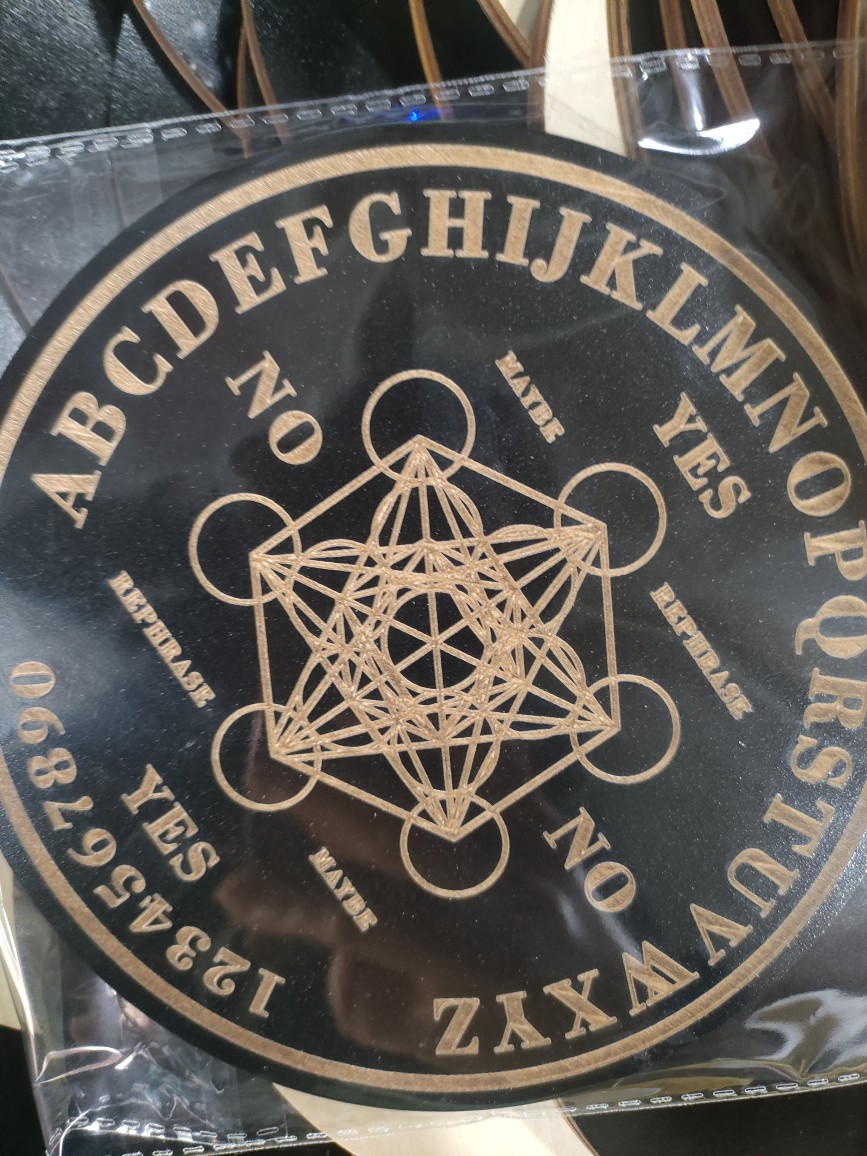 ABCDEFGHIJKLMNOPQRSTUVWXYZ
1234567890
NO
MAYBE
YES
REPHRASE
REPHRASE
YES
MAYBE
NO